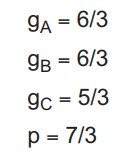 gA = 6/3
gB = 6/3
gC = 5/3
p = 7/3